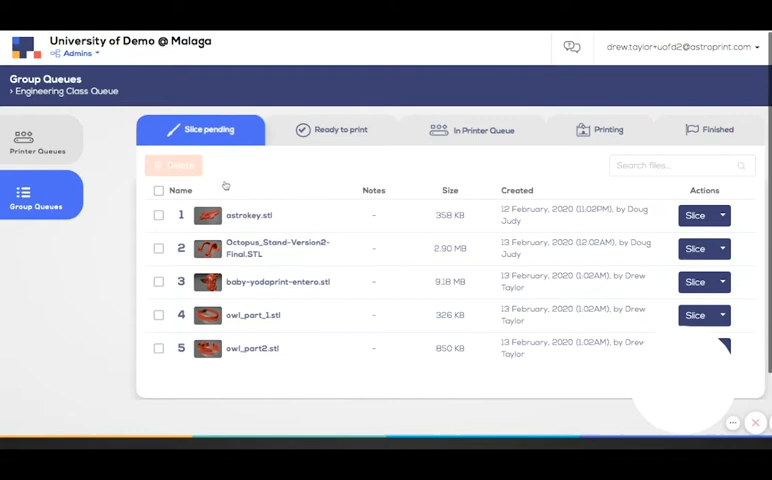 University of Demo @ Malaga
Admins
drew.taylor+uofd2@astroprint.com
Group Queues
> Engineering Class Queue
Printer Queues
Group Queues
Slice pending
Ready to print
In Printer Queue
Printing
Finished
Delete
Search files...
Name Notes Size Created Actions
1 astrokey.stl - 358 KB 12 February, 2020 (11:02PM), by Doug
Judy
Slice
2 Octopus_Stand-Version2-
Final.STL
- 2.90 MB 13 February, 2020 (12:02AM), by Doug
Judy
Slice
3 baby-yodaprint-entero.stl - 9.18 MB 13 February, 2020 (1:02AM), by Drew
Taylor
Slice
4 owl_part_1.stl - 326 KB 13 February, 2020 (1:02AM), by Drew
Taylor
Slice
5 owl_part2.stl - 850 KB 13 February, 2020 (1:02AM), by Drew
Taylor